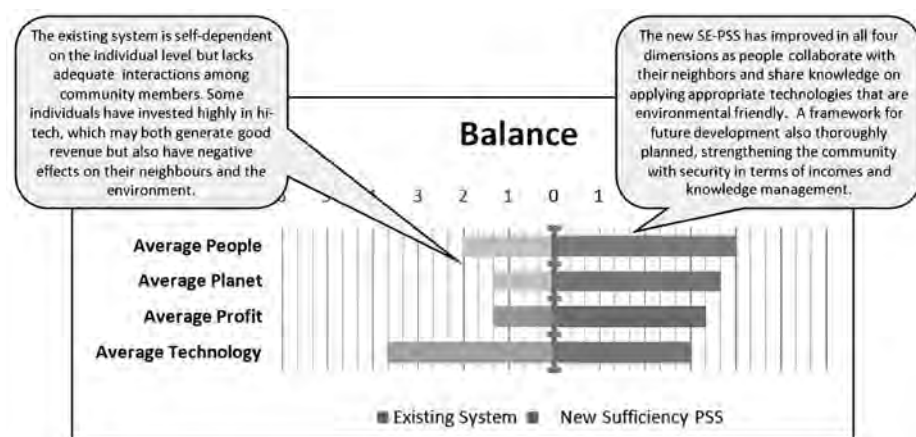 The existing system is self-dependent
on the individual level but lacks
adequate interactions among
community members. Some
individuals have invested highly in hi-
tech, which may both generate good
revenue but also have negative
effects on their neighbours and the
environment.
The new SE-PSS has improved in all four
dimensions as people collaborate with
their neighbors and share knowledge on
applying appropriate technologies that are
environmental friendly. A framework for
future development also thoroughly
planned, strengthening the community
with security in terms of incomes and
knowledge management.
Balance
3 2 1 0 1
Average People
Average Planet
Average Profit
Average Technology
Existing System New Sufficiency PSS